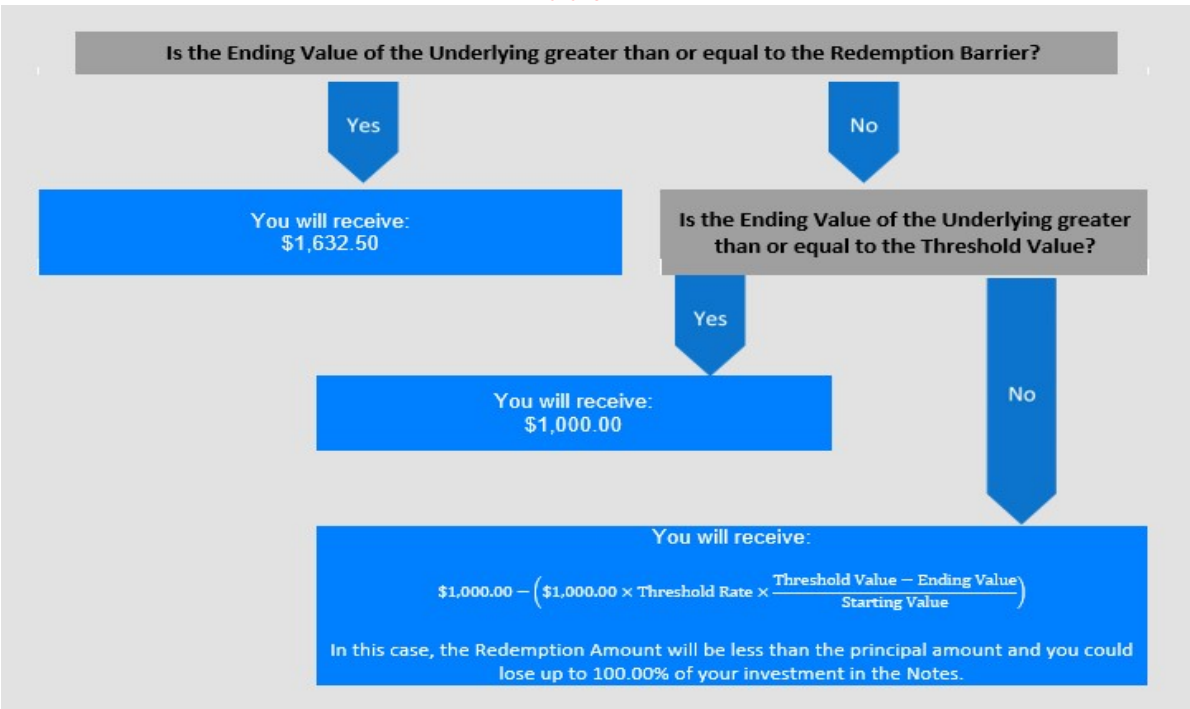 Is the Ending Value of the Underlying greater than or equal to the Redemption Barrier?
Yes
No
You will receive:
$1,632.50
Is the Ending Value of the Underlying greater
than or equal to the Threshold Value?
Yes
No
You will receive:
$1,000.00
You will receive:
$1,000.00 − ($1,000.00 × Threshold Rate × (Threshold Value − Ending Value) / Starting Value)
In this case, the Redemption Amount will be less than the principal amount and you could
lose up to 100.00% of your investment in the Notes.